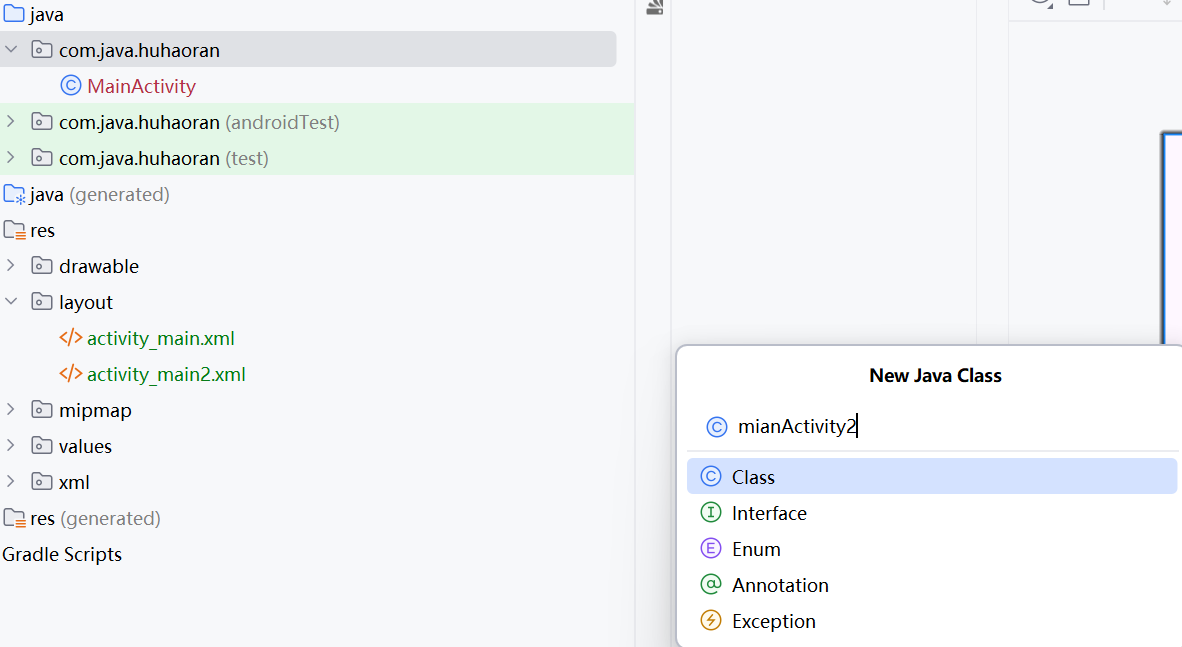 java
com.java.huhaoran
MainActivity
com.java.huhaoran (androidTest)
com.java.huhaoran (test)
java (generated)
res
drawable
layout
activity_main.xml
activity_main2.xml
mipmap
values
xml
res (generated)
Gradle Scripts
New Java Class
mianActivity2
Class
Interface
Enum
Annotation
Exception